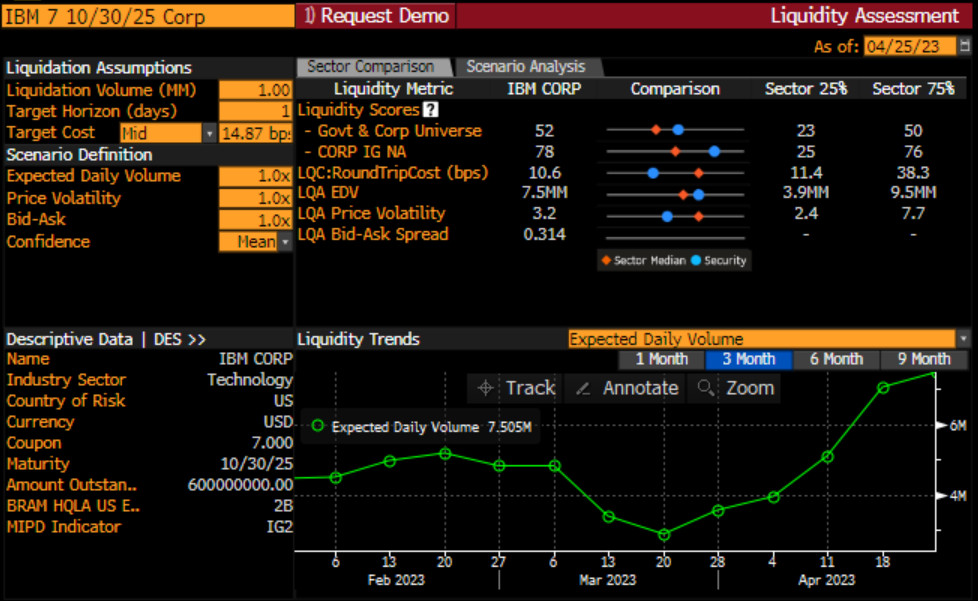 IBM 7 10/30/25 Corp
1) Request Demo
Liquidity Assessment
As of: 04/25/23
Liquidation Assumptions
Liquidation Volume (MM) 1.00
Target Horizon (days) 1
Target Cost Mid 14.87 bp:
Scenario Definition
Expected Daily Volume 1.0x
Price Volatility 1.0x
Bid-Ask 1.0x
Confidence Mean
Sector Comparison Scenario Analysis
Liquidity Metric IBM CORP Comparison Sector 25% Sector 75%
Liquidity Scores ?
- Govt & Corp Universe 52 23 50
- CORP IG NA 78 25 76
LQC:RoundTripCost (bps) 10.6 11.4 38.3
LQA EDV 7.5MM 3.9MM 9.5MM
LQA Price Volatility 3.2 2.4 7.7
LQA Bid-Ask Spread 0.314 - -
Sector Median Security
Descriptive Data | DES >>
Name IBM CORP
Industry Sector Technology
Country of Risk US
Currency USD
Coupon 7.000
Maturity 10/30/25
Amount Outstan.. 600000000.00
BRAM HQLA US E.. 2B
MIPD Indicator IG2
Liquidity Trends Expected Daily Volume
1 Month 3 Month 6 Month 9 Month
Track Annotate Zoom
Expected Daily Volume 7.505M
6M
4M
6 13 20 27 6 13 20 28 4 11 18
Feb 2023 Mar 2023 Apr 2023